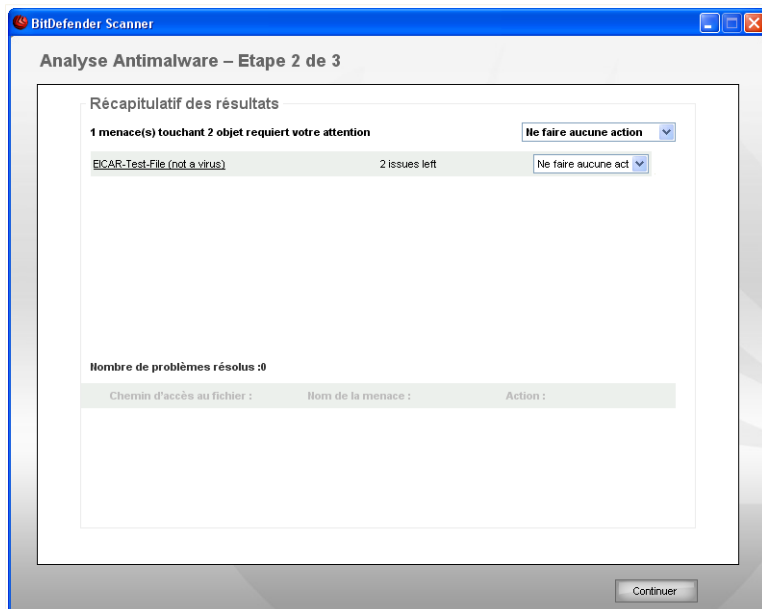 BitDefender Scanner
Analyse Antimalware – Etape 2 de 3
Récapitulatif des résultats
1 menace(s) touchant 2 objet requiert votre attention
Ne faire aucune action
EICAR-Test-File (not a virus)
2 issues left
Ne faire aucune act
Nombre de problèmes résolus :0
Chemin d'accès au fichier :
Nom de la menace :
Action :
Continuer